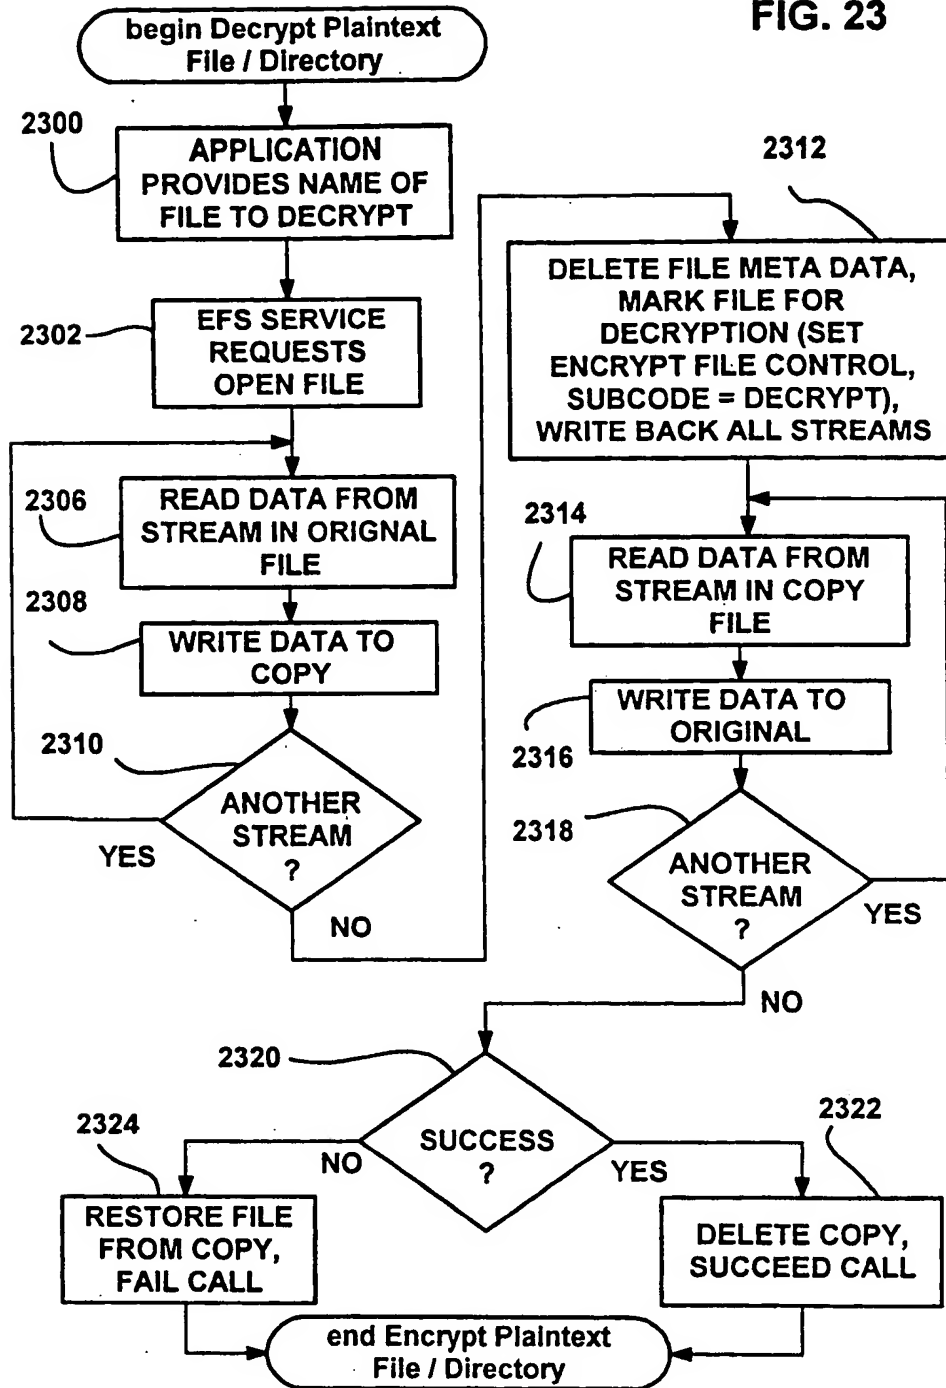 FIG. 23
begin Decrypt Plaintext
File / Directory
2300
APPLICATION
PROVIDES NAME OF
FILE TO DECRYPT
2302
EFS SERVICE
REQUESTS
OPEN FILE
2306
READ DATA FROM
STREAM IN ORIGNAL
FILE
2308
WRITE DATA TO
COPY
2310
ANOTHER
STREAM
?
YES
NO
2312
DELETE FILE META DATA,
MARK FILE FOR
DECRYPTION (SET
ENCRYPT FILE CONTROL,
SUBCODE = DECRYPT),
WRITE BACK ALL STREAMS
2314
READ DATA FROM
STREAM IN COPY
FILE
WRITE DATA TO
ORIGINAL
2316
2318
ANOTHER
STREAM
?
YES
NO
2320
SUCCESS
?
NO
YES
2324
RESTORE FILE
FROM COPY,
FAIL CALL
2322
DELETE COPY,
SUCCEED CALL
end Encrypt Plaintext
File / Directory